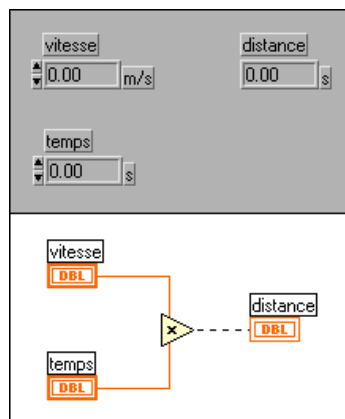 vitesse distance
0.00 m/s 0.00 s
temps
0.00 s
vitesse
DBL
distance
x DBL
temps
DBL